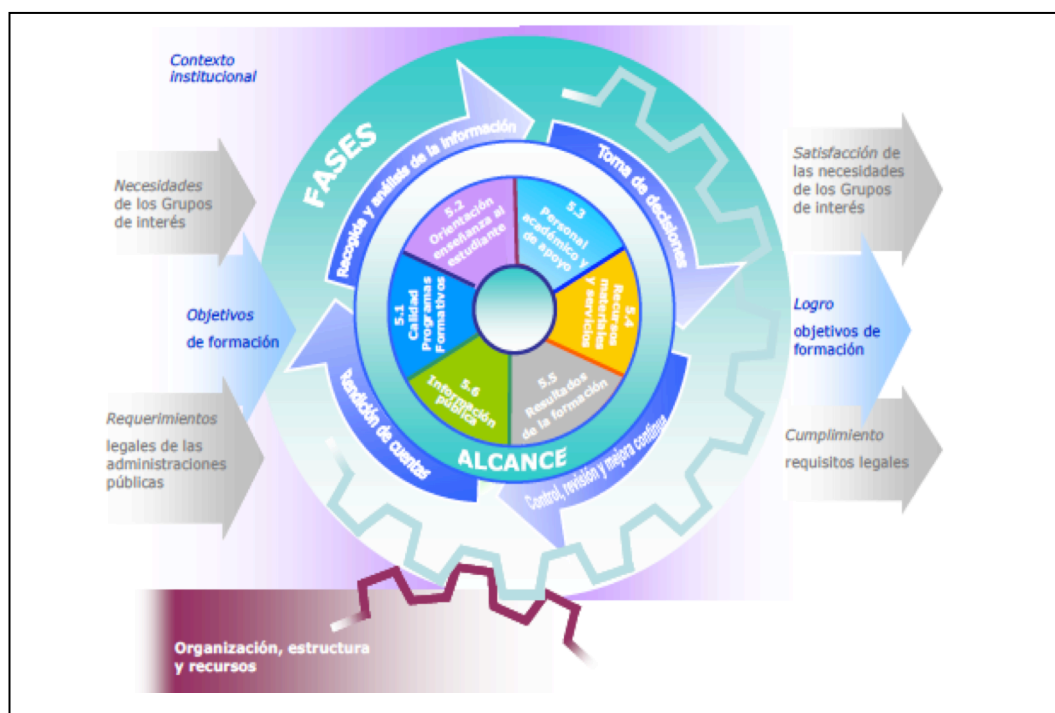 Contexto
institucional
Necesidades
de los Grupos
de interés
Objetivos
de formación
Requerimientos
legales de las
administraciones
públicas
FASES
Recogida y análisis de la información
Toma de decisiones
Control, revisión y mejora continua
Rendición de cuentas
5.1
Calidad
Programas
Formativos
5.2
Orientación
enseñanza al
estudiante
5.3
Personal
académico y
de apoyo
5.4
Recursos
materiales
y servicios
5.5
Resultados
de la formación
5.6
Información
pública
ALCANCE
Satisfacción de
las necesidades
de los Grupos
de interés
Logro
objetivos de
formación
Cumplimiento
requisitos legales
Organización, estructura
y recursos